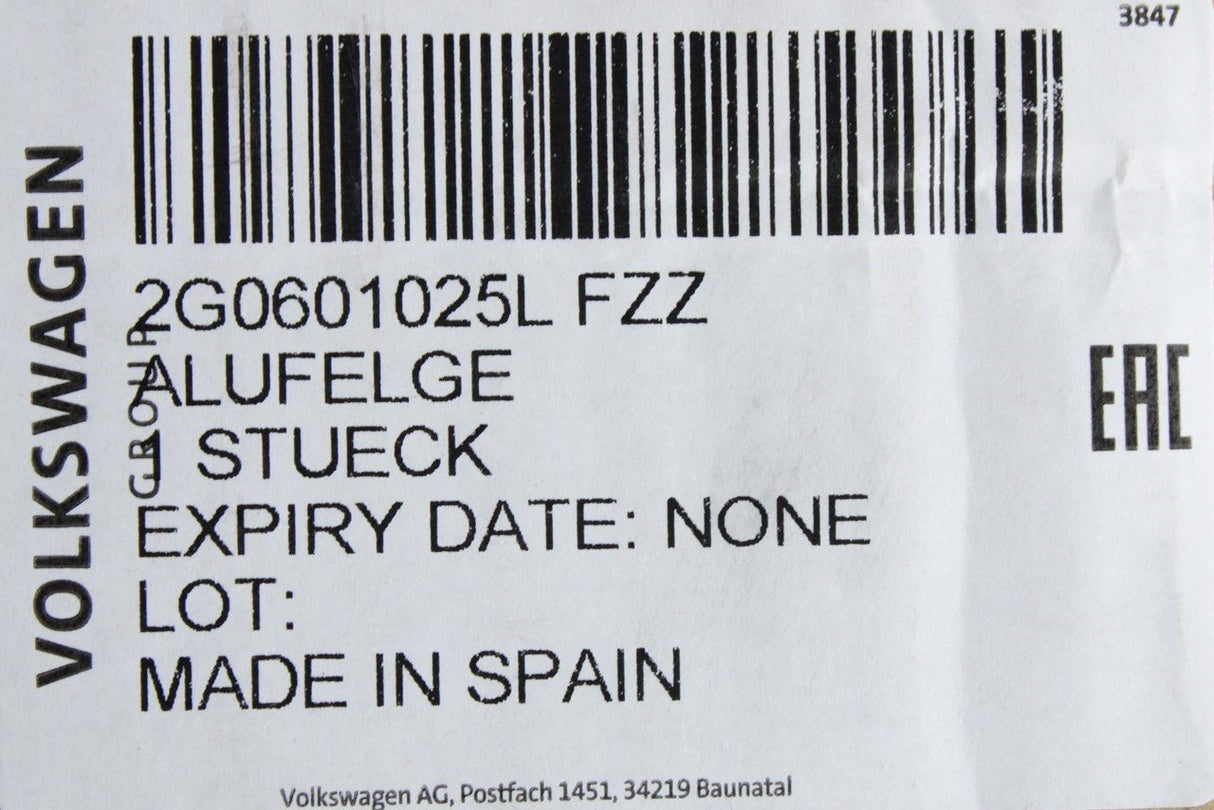 3847
VOLKSWAGEN
GROUP
2G0601025L FZZ
ALUFELGE
1 STUECK
EXPIRY DATE: NONE
LOT:
MADE IN SPAIN
EAC
Volkswagen AG, Postfach 1451, 34219 Baunatal